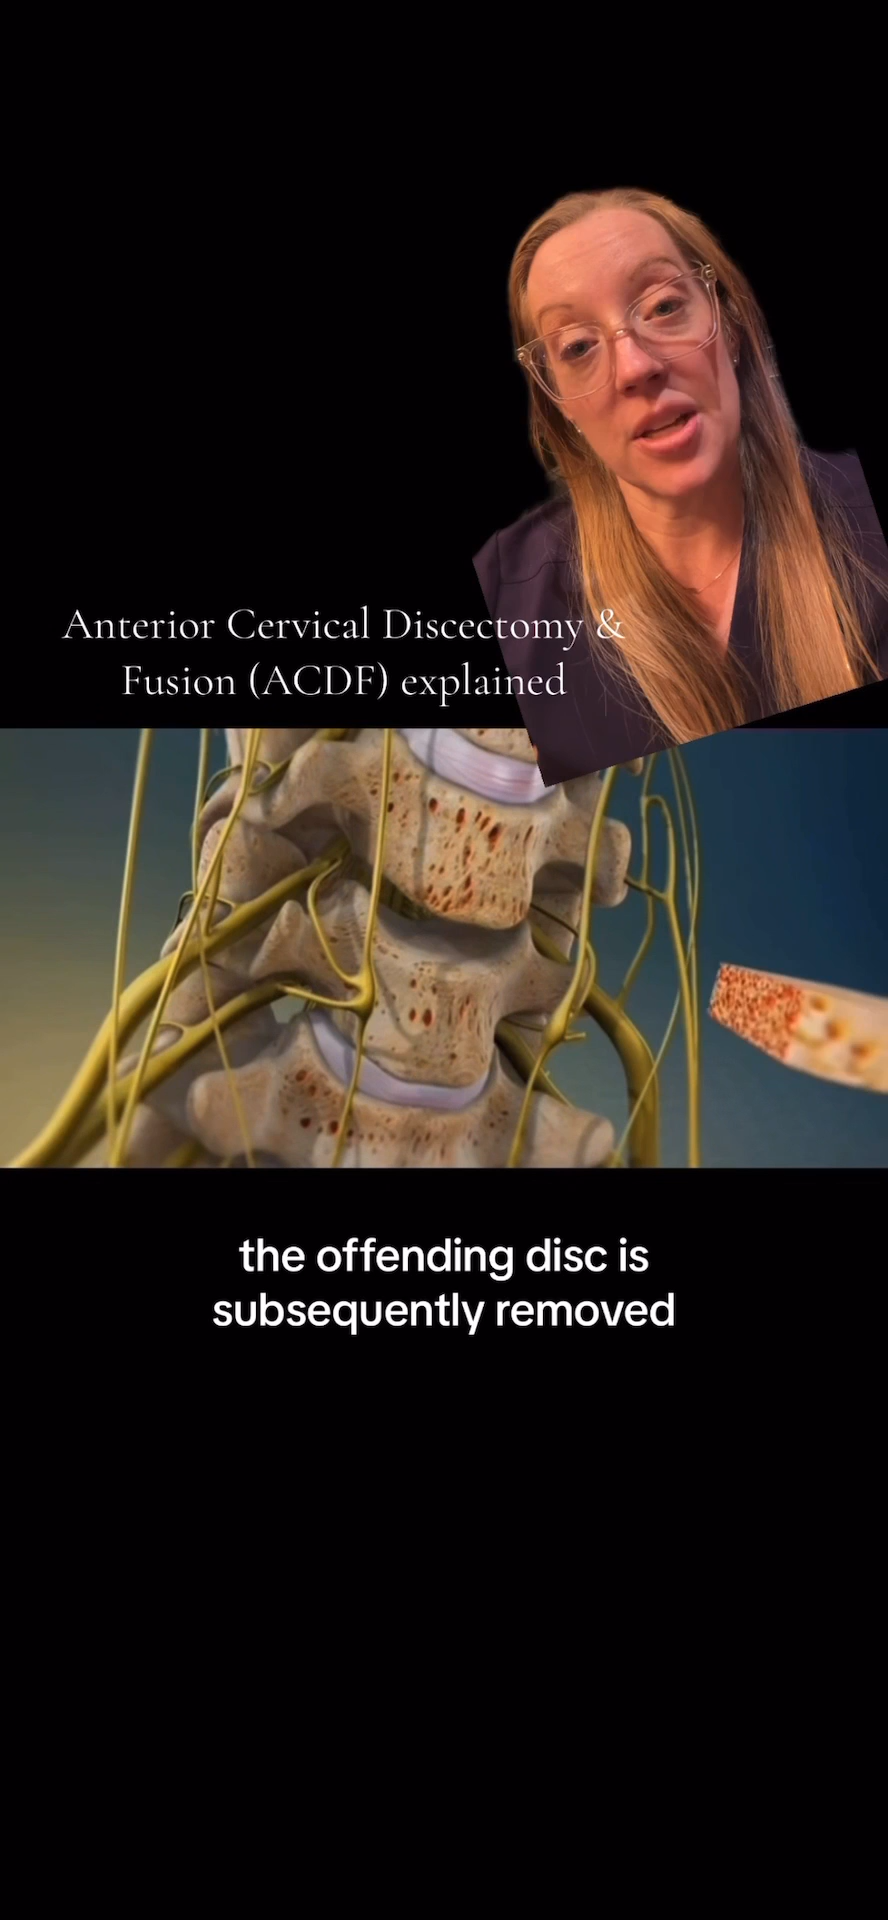 Anterior Cervical Discectomy &
Fusion (ACDF) explained
the offending disc is
subsequently removed